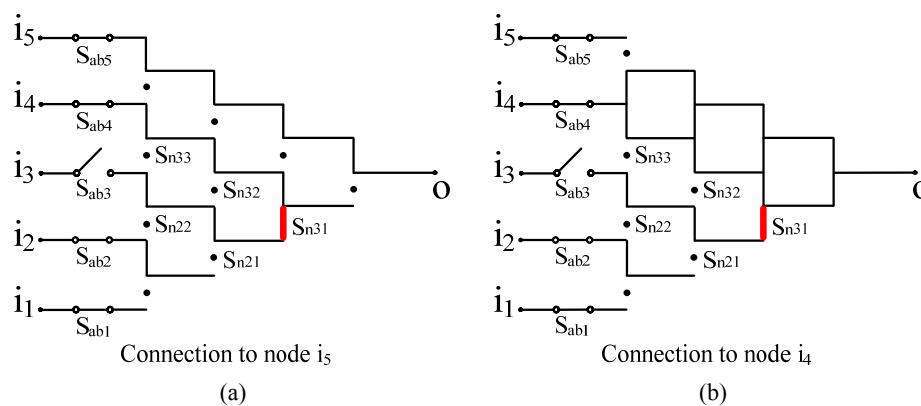 i5
Sab5
i4
Sab4
Sn33
i3
Sab3
Sn32
Sn22
Sn31
i2
Sab2
Sn21
i1
Sab1
O
Connection to node i5
(a)
i5
Sab5
i4
Sab4
Sn33
i3
Sab3
Sn32
Sn22
Sn31
i2
Sab2
Sn21
i1
Sab1
Connection to node i4
(b)